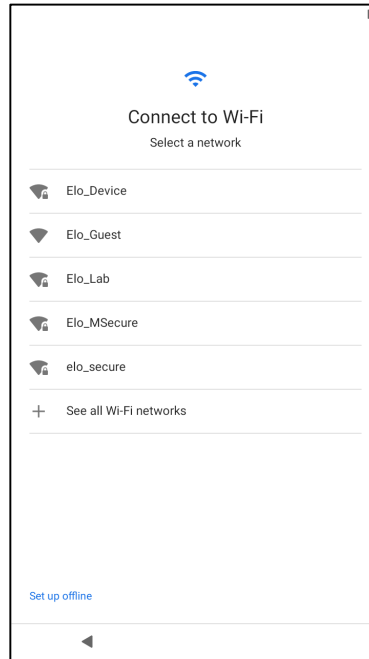 Connect to Wi-Fi
Select a network
Elo_Device
Elo_Guest
Elo_Lab
Elo_MSecure
elo_secure
See all Wi-Fi networks
Set up offline